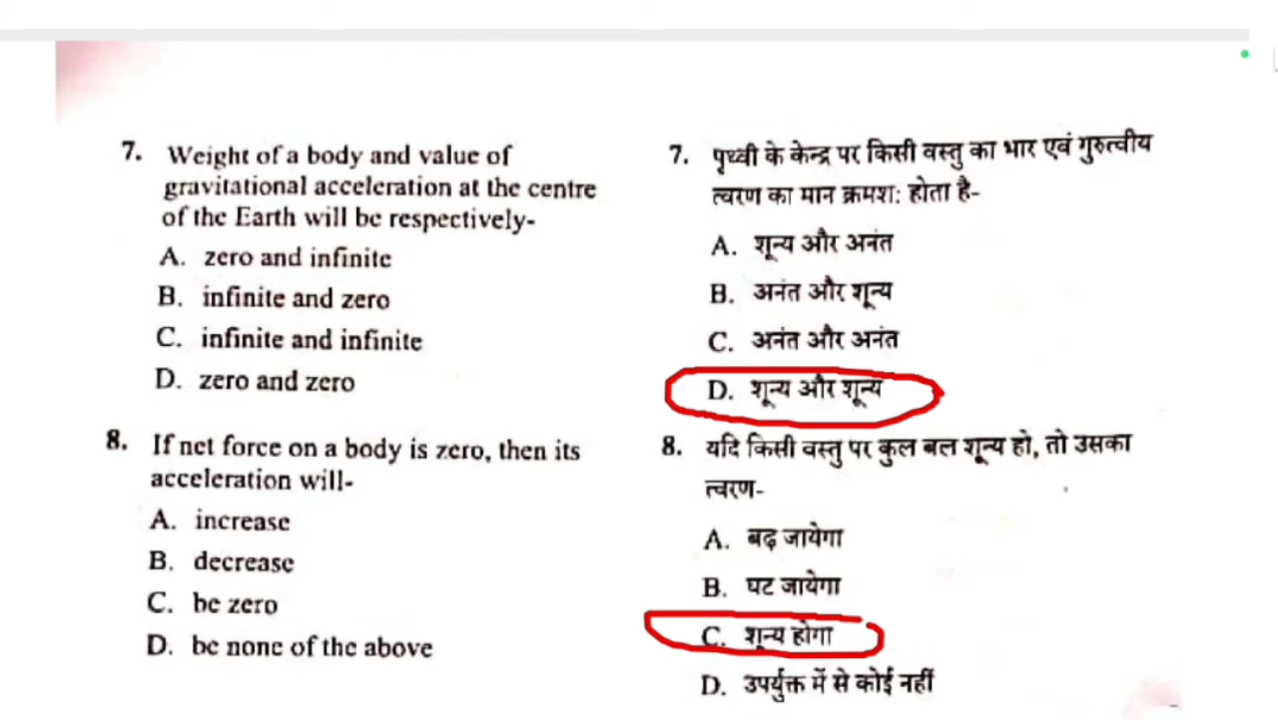 7. Weight of a body and value of
gravitational acceleration at the centre
of the Earth will be respectively-
A. zero and infinite
B. infinite and zero
C. infinite and infinite
D. zero and zero
8. If net force on a body is zero, then its
acceleration will-
A. increase
B. decrease
C. be zero
D. be none of the above
7. पृथ्वी के केन्द्र पर किसी वस्तु का भार एवं गुरुत्वीय
त्वरण का मान क्रमश: होता है-
A. शून्य और अनंत
B. अनंत और शून्य
C. अनंत और अनंत
D. शून्य और शून्य
8. यदि किसी वस्तु पर कुल बल शून्य हो, तो उसका
त्वरण-
A. बढ़ जायेगा
B. घट जायेगा
C. शून्य होगा
D. उपर्युक्त में से कोई नहीं